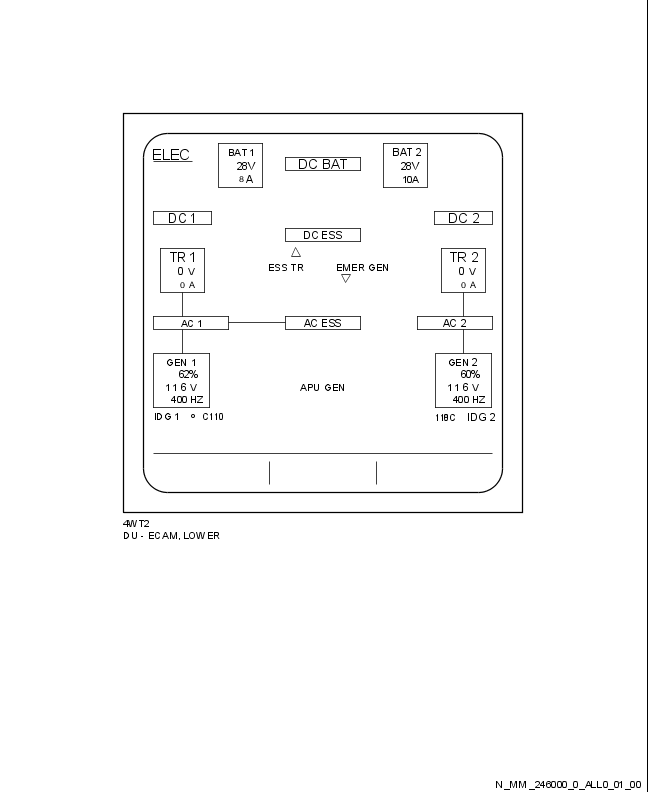 ELEC
BAT 1
28V
8 A
DC BAT
BAT 2
28V
10A
DC 1
DC 2
DC ESS
TR 1
0 V
0 A
ESS TR
EMER GEN
TR 2
0 V
0 A
AC 1
AC ESS
AC 2
GEN 1
62%
116 V
400 HZ
APU GEN
GEN 2
60%
116 V
400 HZ
IDG 1 ° C110
118C IDG 2
4WT2
DU - ECAM, LOWER
N_MM_246000_0_ALL0_01_00